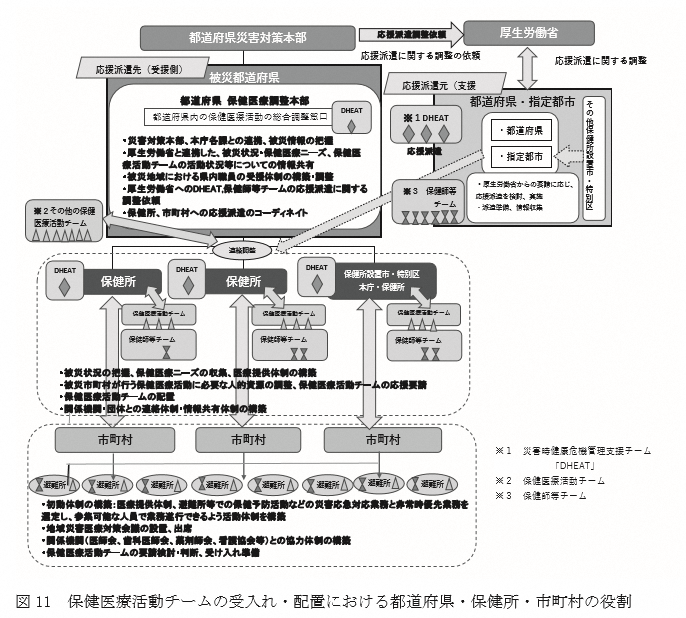 都道府県災害対策本部
応援派遣調整依頼
厚生労働省
応援派遣に関する調整の依頼
応援派遣に関する調整
応援派遣先（受援側）
被災都道府県
都道府県 保健医療調整本部
都道府県内の保健医療活動の総合調整窓口
DHEAT
・災害対策本部、本庁各課との連携、被災情報の把握
・厚生労働省と連携した、被災状況・保健医療ニーズ、保健医
療活動チームの活動状況等についての情報共有
・被災地域における県内職員の受援体制の構築・調整
・厚生労働省へのDHEAT,保健師等チームの応援派遣に関する
調整依頼
・保健所、市町村への応援派遣のコーディネイト
応援派遣元（支援
都道府県・指定都市
※１DHEAT
応援派遣
・都道府県
・指定都市
その他保健所設置市・特別区
※３ 保健師等
チーム
・厚生労働省からの要請に応じ、
応援派遣を検討、実施
・派遣準備、情報収集
※２その他の保健
医療活動チーム
連絡調整
DHEAT
保健所
DHEAT
保健所
DHEAT
保健所設置市・特別区
本庁・保健所
保健医療活動チーム
保健師等チーム
保健医療活動チーム
保健師等チーム
保健医療活動チーム
保健師等チーム
・被災状況の把握、保健医療ニーズの収集、医療提供体制の構築
・被災市町村が行う保健医療活動に必要な人的資源の調整、保健医療活動チームの応援要請
・保健医療活動チームの配置
・関係機関・団体との連絡体制・情報共有体制の構築
市町村
市町村
市町村
避難所
避難所
避難所
避難所
避難所
避難所
避難所
避難所
・初動体制の構築：医療提供体制、避難所等での保健予防活動などの災害応急対応業務と非常時優先業務を
選定し、参集可能な人員で業務遂行できるよう活動体制を構築
・地域災害医療対策会議の設置、出席
・関係機関（医師会、歯科医師会、薬剤師会、看護協会等）との協力体制の構築
・保健医療活動チームの要請検討・判断、受け入れ準備
※１ 災害時健康危機管理支援チーム
「DHEAT」
※２ 保健医療活動チーム
※３ 保健師等チーム
図 11 保健医療活動チームの受入れ・配置における都道府県・保健所・市町村の役割